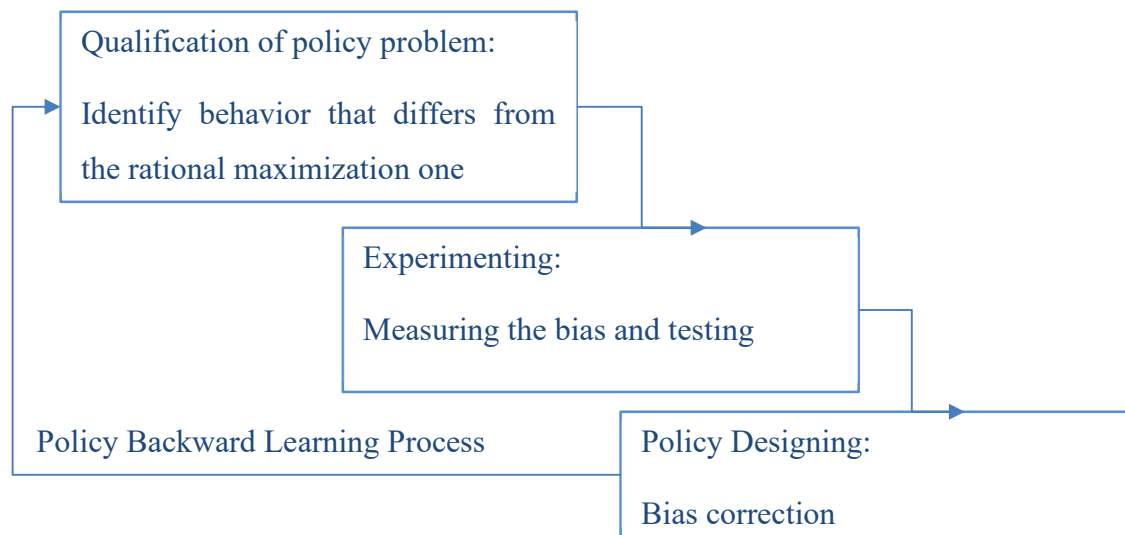 Qualification of policy problem:
Identify behavior that differs from
the rational maximization one
Experimenting:
Measuring the bias and testing
Policy Backward Learning Process
Policy Designing:
Bias correction